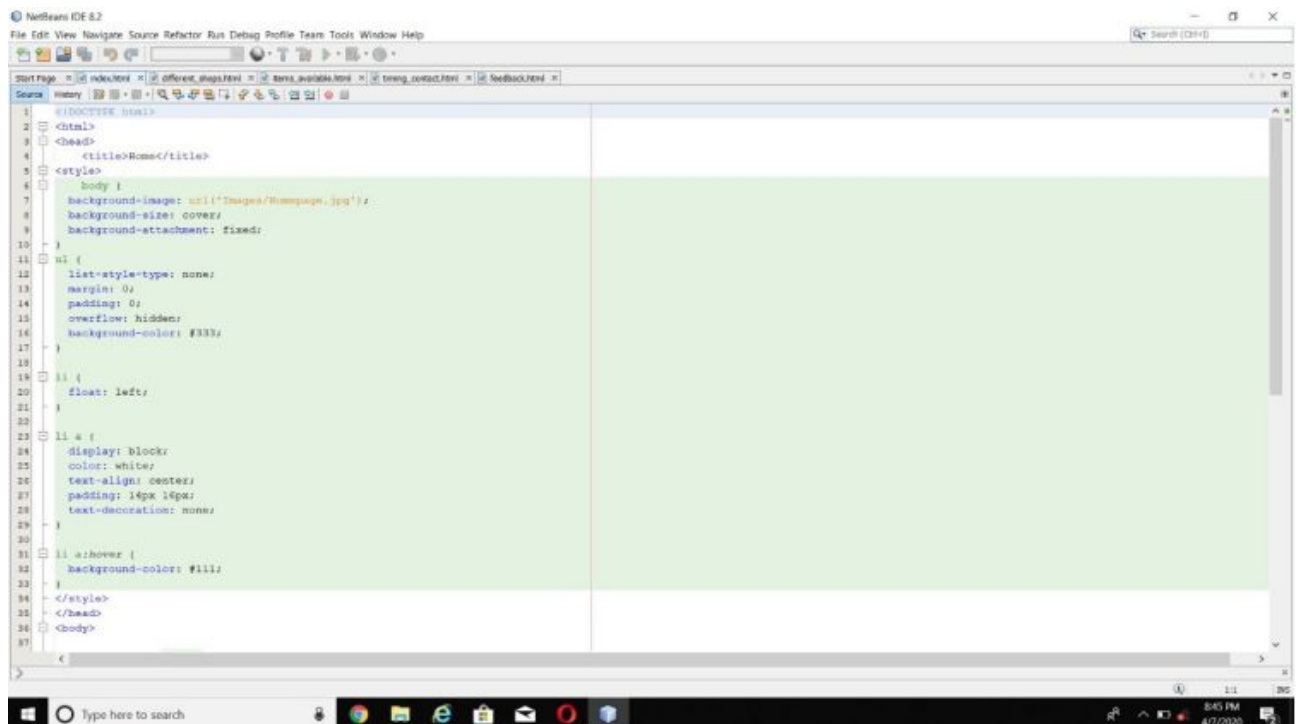 NetBeans IDE 8.2
File Edit View Navigate Source Refactor Run Debug Profile Team Tools Window Help
Search (Ctrl+I)
Start Page index.html different_shops.html items_available.html timing_contact.html feedback.html
Source History
1 <!DOCTYPE html>
2 <html>
3 <head>
4 <title>Home</title>
5 <style>
6 body {
7 background-image: url('Images/Homepage.jpg');
8 background-size: cover;
9 background-attachment: fixed;
10 }
11 ul {
12 list-style-type: none;
13 margin: 0;
14 padding: 0;
15 overflow: hidden;
16 background-color: #333;
17 }
18
19 li {
20 float: left;
21 }
22
23 li a {
24 display: block;
25 color: white;
26 text-align: center;
27 padding: 14px 16px;
28 text-decoration: none;
29 }
30
31 li a:hover {
32 background-color: #111;
33 }
34 </style>
35 </head>
36 <body>
37
1:1 INS
Type here to search
8:45 PM
4/7/2020